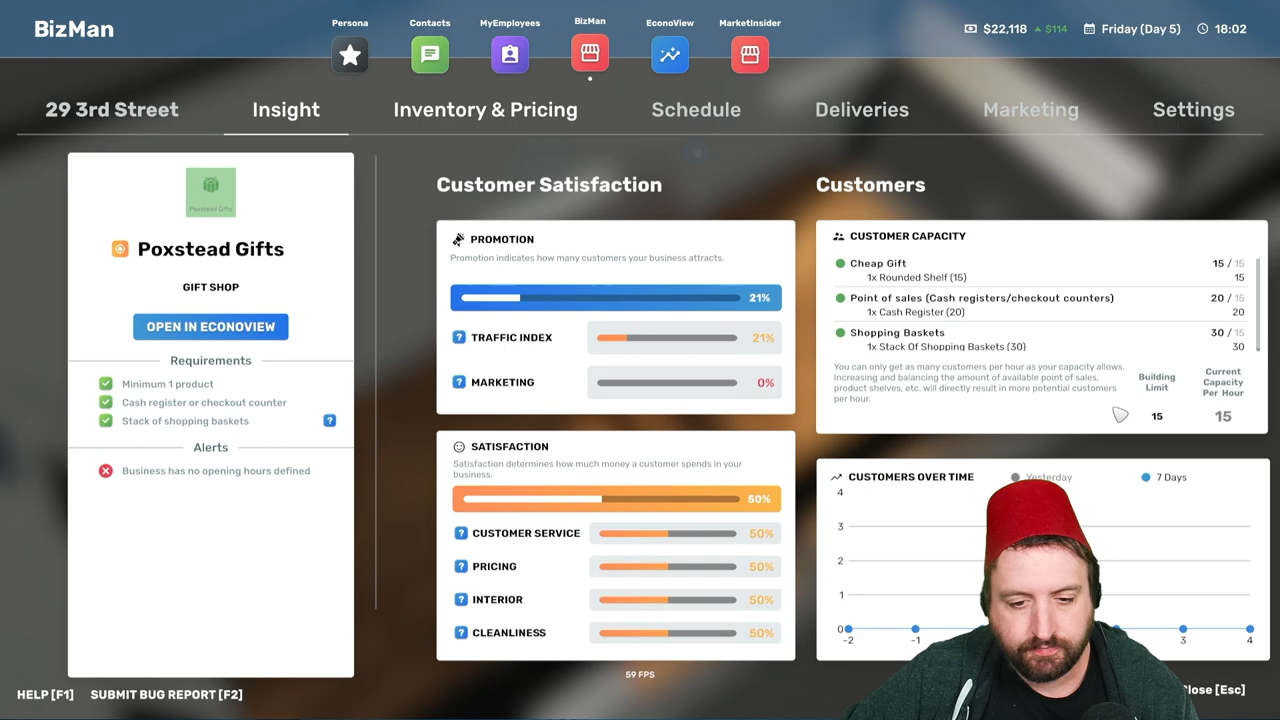 BizMan
Persona
Contacts
MyEmployees
BizMan
EconoView
MarketInsider
$22,118 $114
Friday (Day 5)
18:02
29 3rd Street
Insight
Inventory & Pricing
Schedule
Deliveries
Marketing
Settings
Poxstead Gifts
Poxstead Gifts
GIFT SHOP
OPEN IN ECONOVIEW
Requirements
Minimum 1 product
Cash register or checkout counter
Stack of shopping baskets ?
Alerts
Business has no opening hours defined
Customer Satisfaction
PROMOTION
Promotion indicates how many customers your business attracts.
21%
? TRAFFIC INDEX 21%
? MARKETING 0%
SATISFACTION
Satisfaction determines how much money a customer spends in your
business.
50%
? CUSTOMER SERVICE 50%
? PRICING 50%
? INTERIOR 50%
? CLEANLINESS 50%
Customers
CUSTOMER CAPACITY
Cheap Gift 15 / 15
1x Rounded Shelf (15) 15
Point of sales (Cash registers/checkout counters) 20 / 15
1x Cash Register (20) 20
Shopping Baskets 30 / 15
1x Stack Of Shopping Baskets (30) 30
You can only get as many customers per hour as your capacity allows.
Increasing and balancing the amount of available point of sales,
product shelves, etc. will directly result in more potential customers
per hour.
Building
Limit
15
Current
Capacity
Per Hour
15
CUSTOMERS OVER TIME
Yesterday
7 Days
4
3
2
1
0
-2 -1 3 4
59 FPS
HELP [F1]
SUBMIT BUG REPORT [F2]
Close [Esc]